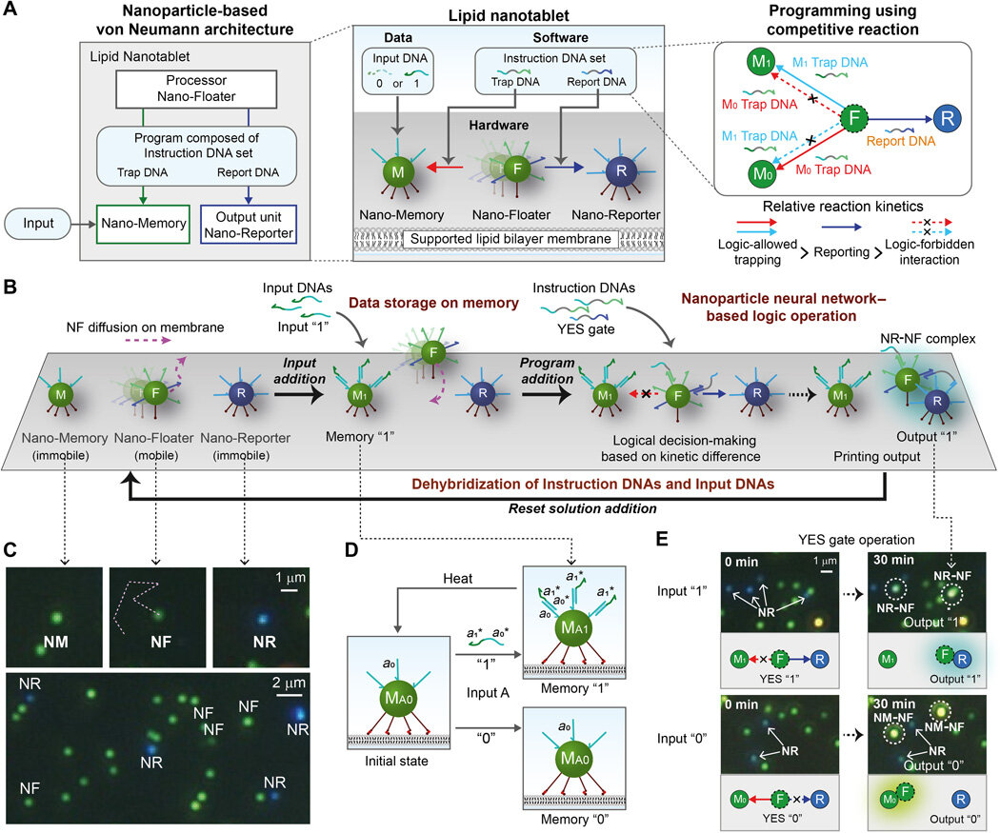 A
Nanoparticle-based
von Neumann architecture
Lipid Nanotablet
Processor
Nano-Floater
Program composed of
Instruction DNA set
Trap DNA
Report DNA
Input
Nano-Memory
Output unit
Nano-Reporter
Lipid nanotablet
Data
Software
Input DNA
0 or 1
Instruction DNA set
Trap DNA
Report DNA
Hardware
M
F
R
Nano-Memory
Nano-Floater
Nano-Reporter
Supported lipid bilayer membrane
Programming using
competitive reaction
M1
M1 Trap DNA
M0 Trap DNA
F
R
M1 Trap DNA
Report DNA
M0 Trap DNA
M0
Relative reaction kinetics
Logic-allowed
trapping
>
Reporting
>
Logic-forbidden
interaction
B
Input DNAs
Input “1”
Data storage on memory
Instruction DNAs
YES gate
Nanoparticle neural network–
based logic operation
NF diffusion on membrane
NR-NF complex
M
F
R
Input
addition
M1
F
R
Program
addition
M1
F
R
M1
F
R
Nano-Memory
(immobile)
Nano-Floater
(mobile)
Nano-Reporter
(immobile)
Memory “1”
Logical decision-making
based on kinetic difference
Printing output
Output “1”
Dehybridization of Instruction DNAs and Input DNAs
Reset solution addition
C
NM
NF
NR
1 μm
NR
NF
NF
NF
NR
NR
NF
NR
2 μm
D
Heat
a1*
a1*
a0*
a1*
a0
MA1
Memory “1”
a0
MA0
Initial state
a1* a0*
“1”
Input A
“0”
a0
MA0
Memory “0”
E
YES gate operation
Input “1”
0 min
1 μm
NR
30 min
NR-NF
NR-NF
Output “1”
M1
F
R
YES “1”
M1
F
R
Output “1”
Input “0”
0 min
NR
30 min
NM-NF
NM-NF
NR
Output “0”
M0
F
R
YES “0”
M0
F
R
Output “0”